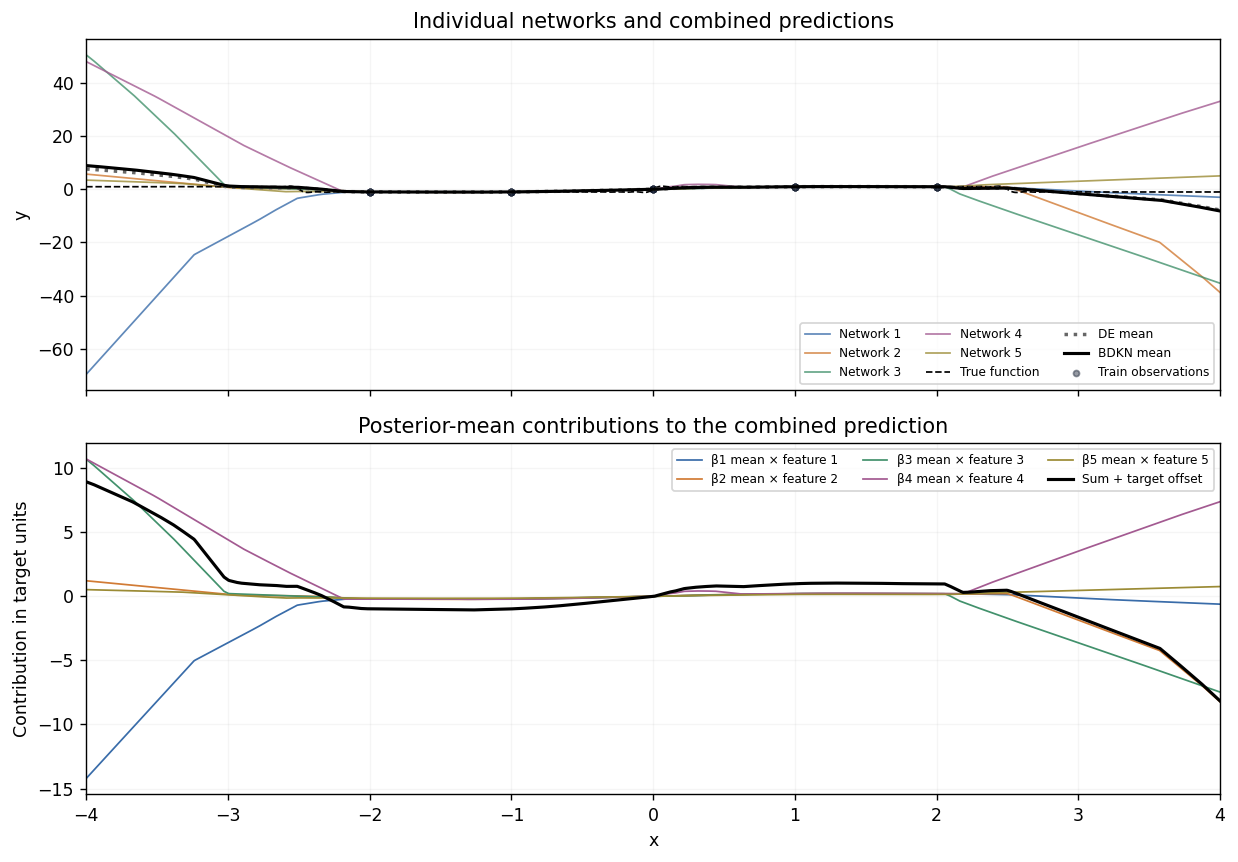 Individual networks and combined predictions
40
20
0
−20
−40
−60
y
Network 1
Network 2
Network 3
Network 4
Network 5
True function
DE mean
BDKN mean
Train observations
Posterior-mean contributions to the combined prediction
10
5
0
−5
−10
−15
Contribution in target units
β1 mean × feature 1
β2 mean × feature 2
β3 mean × feature 3
β4 mean × feature 4
β5 mean × feature 5
Sum + target offset
−4 −3 −2 −1 0 1 2 3 4
x